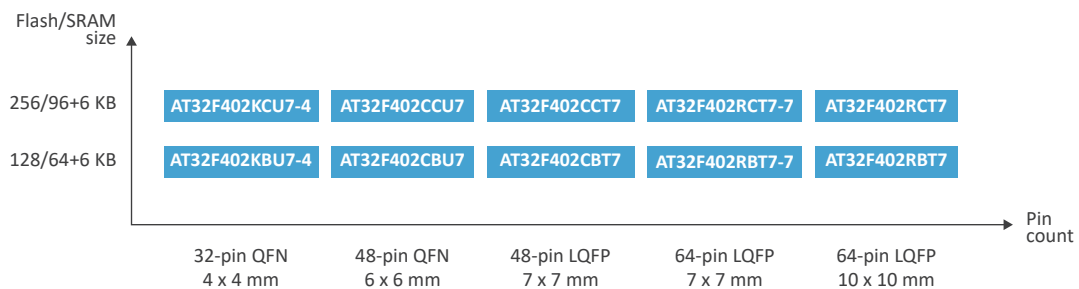 Flash/SRAM
size
256/96+6 KB
AT32F402KCU7-4 AT32F402CCU7 AT32F402CCT7 AT32F402RCT7-7 AT32F402RCT7
128/64+6 KB
AT32F402KBU7-4 AT32F402CBU7 AT32F402CBT7 AT32F402RBT7-7 AT32F402RBT7
Pin
count
32-pin QFN 48-pin QFN 48-pin LQFP 64-pin LQFP 64-pin LQFP
4 x 4 mm 6 x 6 mm 7 x 7 mm 7 x 7 mm 10 x 10 mm